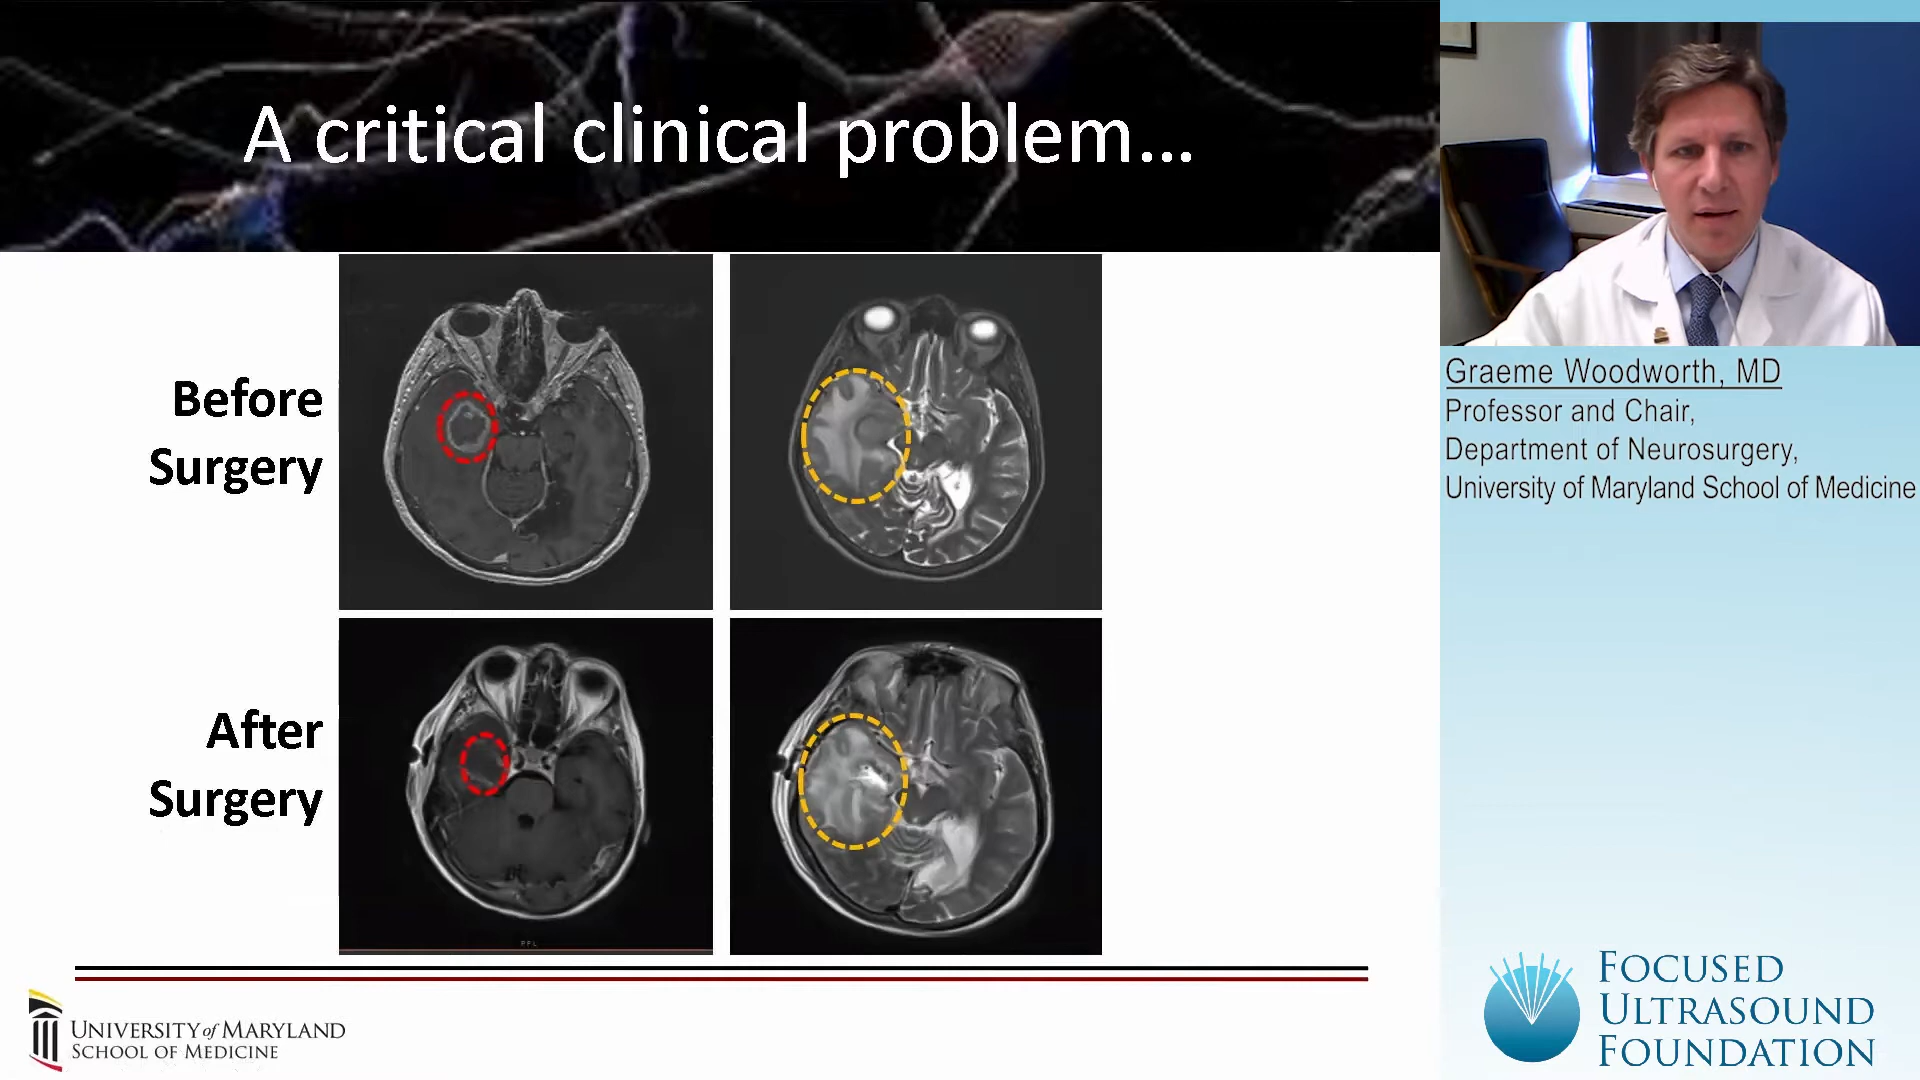 A critical clinical problem...
Before
Surgery
After
Surgery
PFL
UNIVERSITY of MARYLAND
SCHOOL OF MEDICINE
Graeme Woodworth, MD
Professor and Chair,
Department of Neurosurgery,
University of Maryland School of Medicine
FOCUSED
ULTRASOUND
FOUNDATION